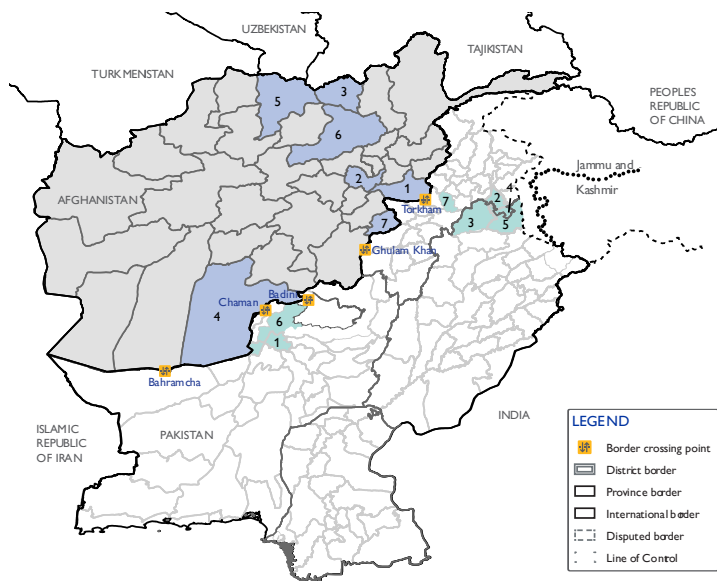 UZBEKISTAN
TAJIKISTAN
TURKMENSTAN
PEOPLE'S
REPUBLIC
OF CHINA
3
5
6
Jammu and
Kashmir
2
1
4
2
7
Torkham
AFGHANISTAN
7
3
5
Ghulam Khan
Badini
Chaman
4
6
1
Bahramcha
ISLAMIC
REPUBLIC
OF IRAN
PAKISTAN
INDIA
LEGEND
Border crossing point
District border
Province border
International border
Disputed border
Line of Control